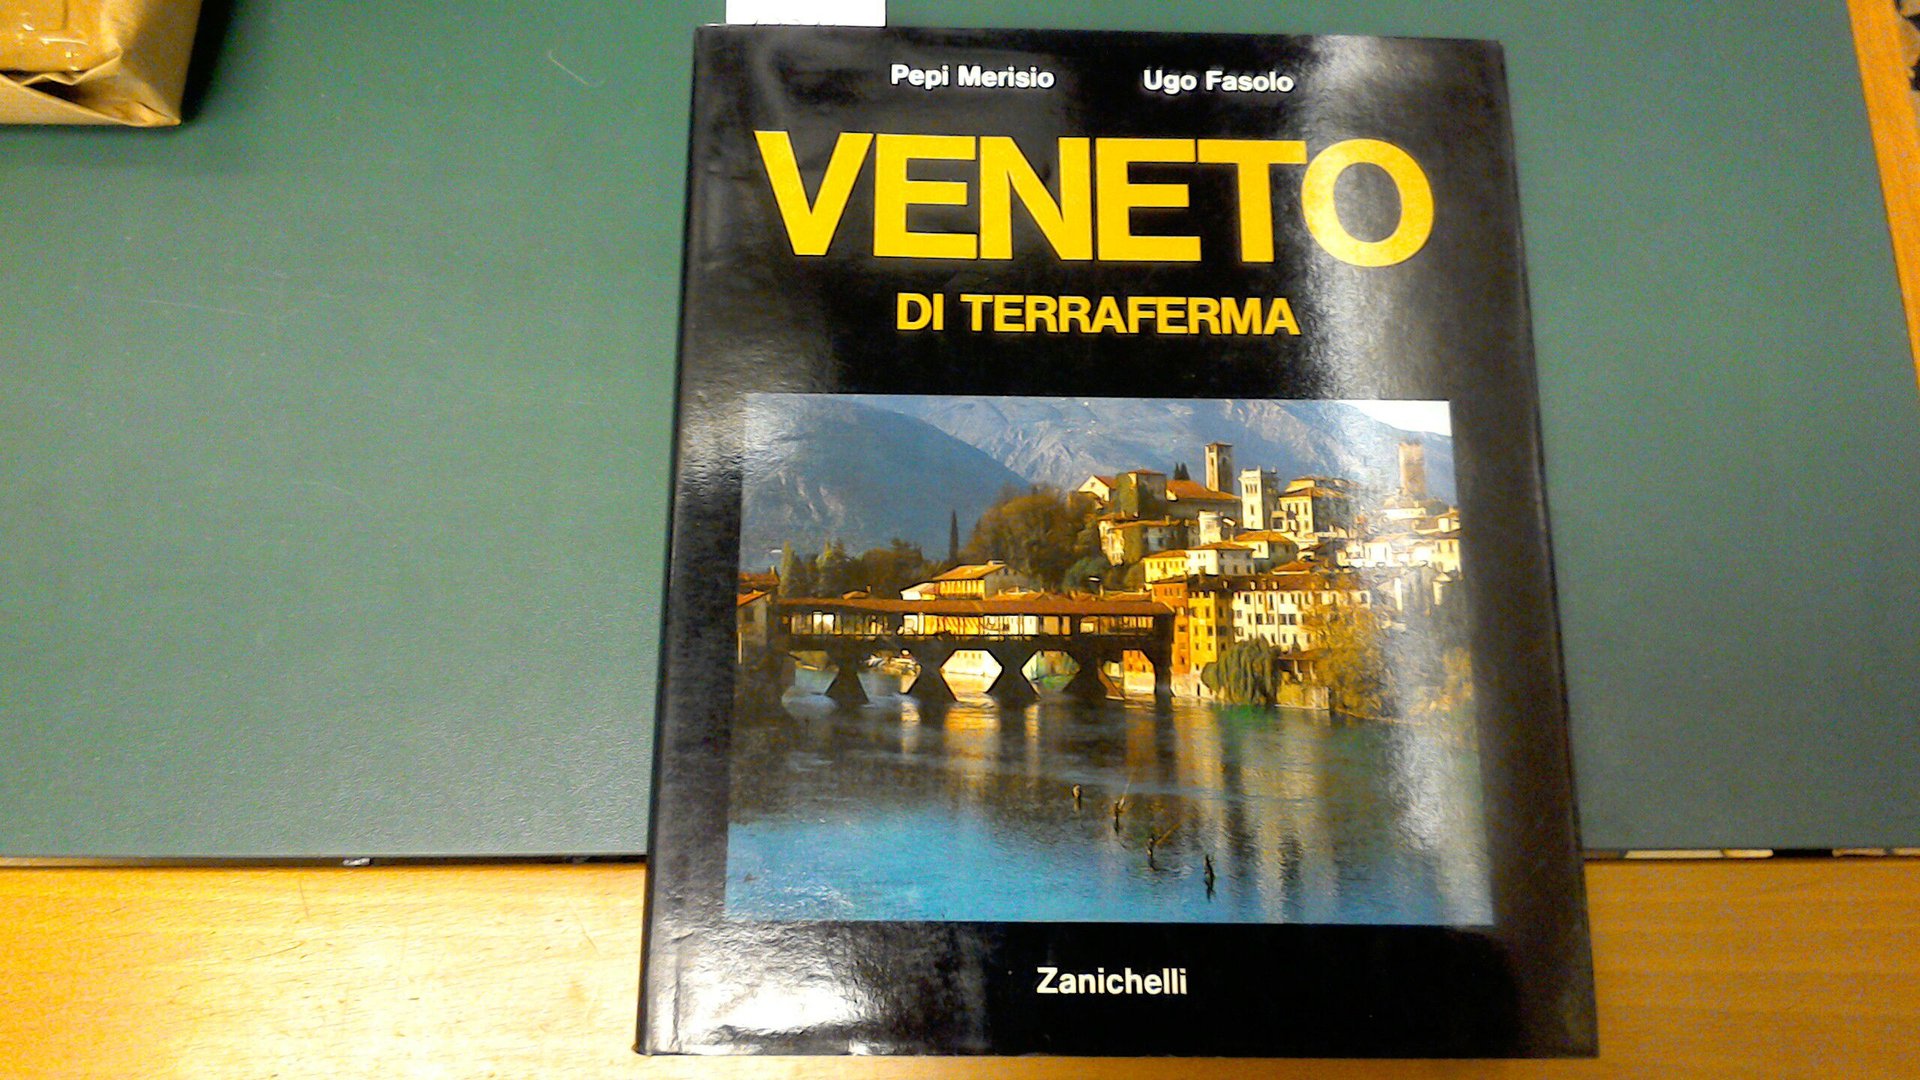 Pepi Merisio Ugo Fasolo
VENETO
DI TERRAFERMA
Zanichelli